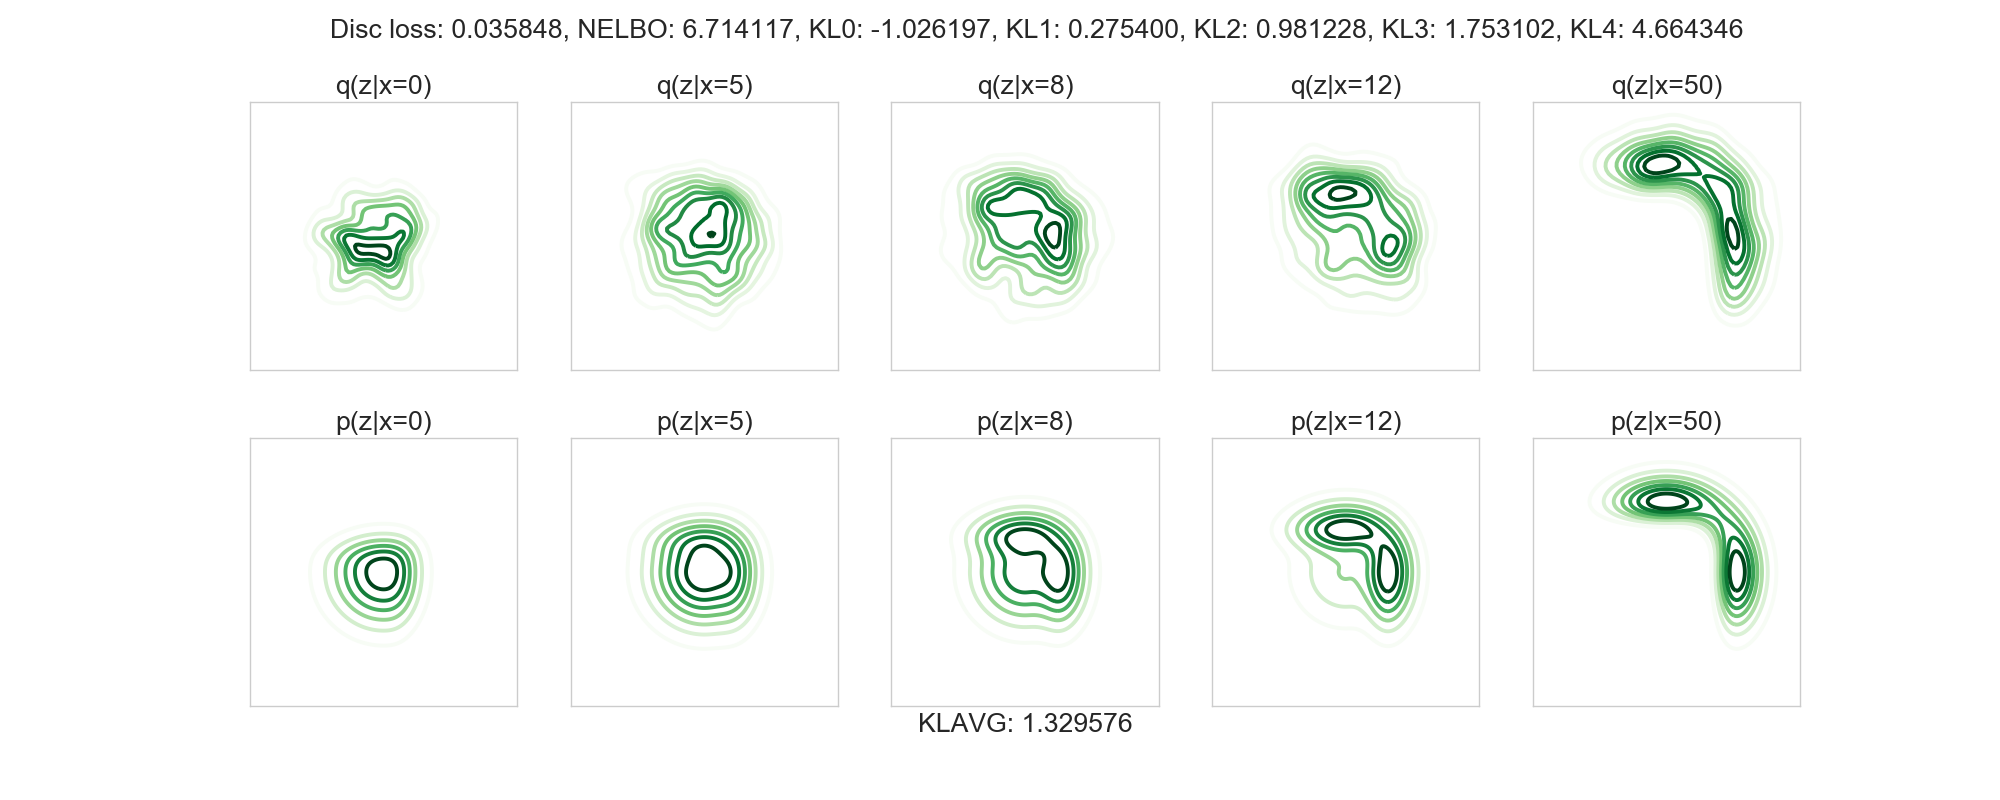 Disc loss: 0.035848, NELBO: 6.714117, KL0: -1.026197, KL1: 0.275400, KL2: 0.981228, KL3: 1.753102, KL4: 4.664346
q(z|x=0) q(z|x=5) q(z|x=8) q(z|x=12) q(z|x=50)
p(z|x=0) p(z|x=5) p(z|x=8) p(z|x=12) p(z|x=50)
KLAVG: 1.329576